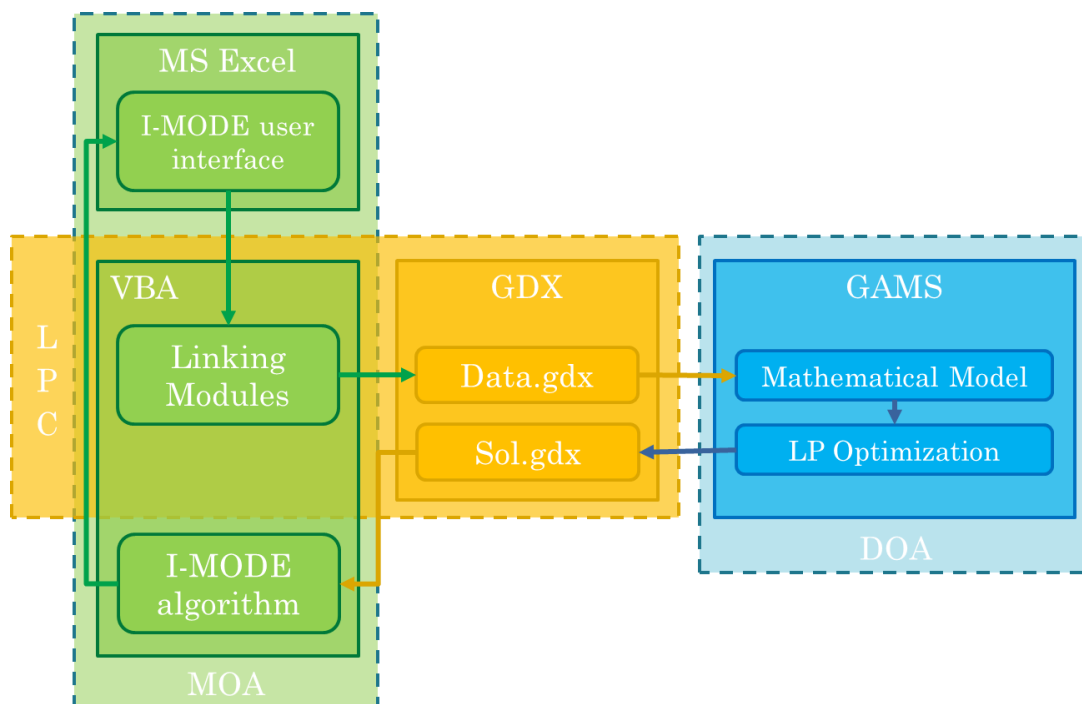 MS Excel
I-MODE user
interface
L
P
C
VBA
Linking
Modules
GDX
Data.gdx
Sol.gdx
GAMS
Mathematical Model
LP Optimization
DOA
I-MODE
algorithm
MOA